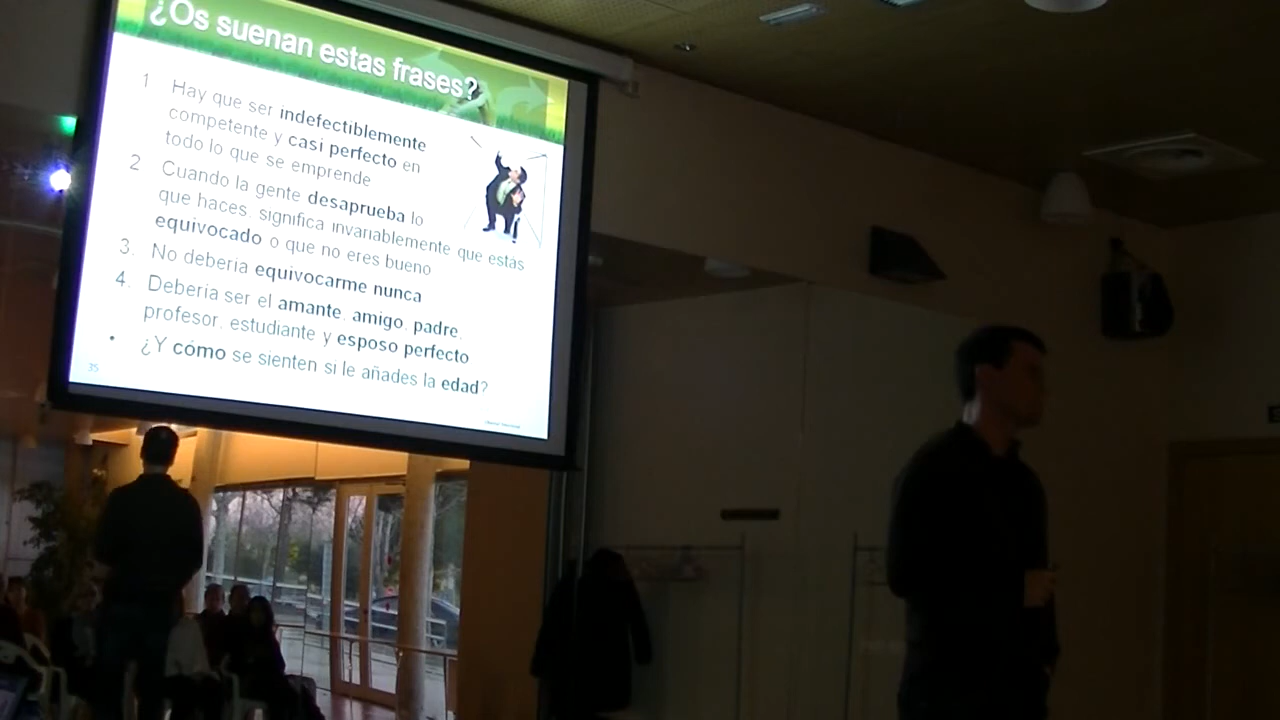 ¿Os suenan estas frases?
1 Hay que ser indefectiblemente
competente y casi perfecto en
todo lo que se emprende
2 Cuando la gente desaprueba lo
que haces, significa invariablemente que estás
equivocado o que no eres bueno
3. No debería equivocarme nunca
4. Debería ser el amante, amigo, padre,
profesor, estudiante y esposo perfecto
• ¿Y cómo se sienten si le añades la edad?
35